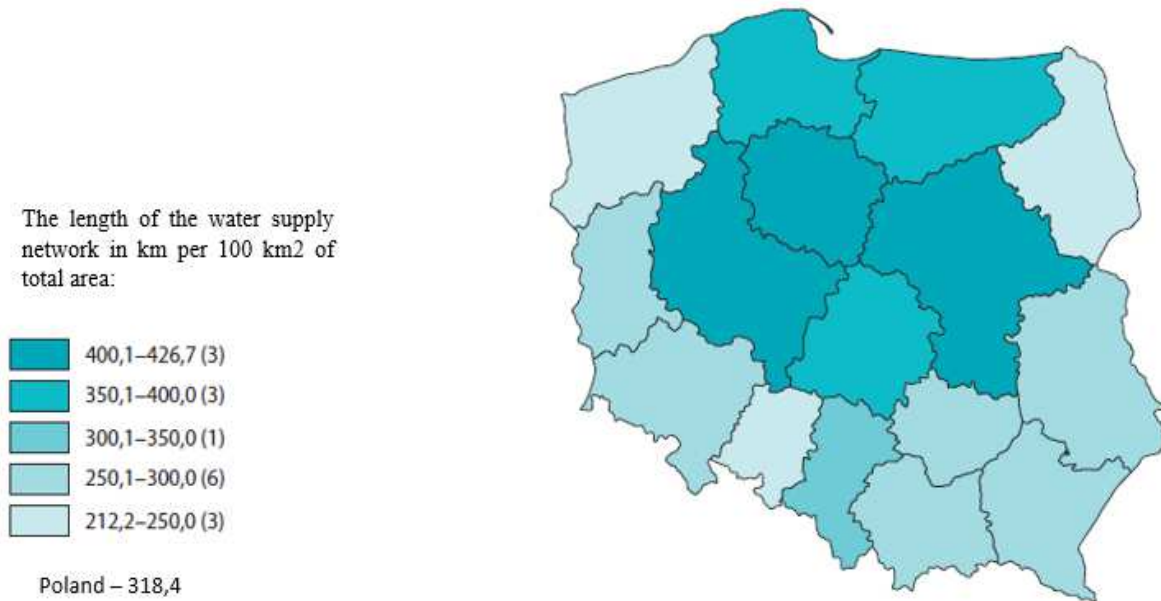 The length of the water supply
network in km per 100 km2 of
total area:
400,1–426,7 (3)
350,1–400,0 (3)
300,1–350,0 (1)
250,1–300,0 (6)
212,2–250,0 (3)
Poland – 318,4